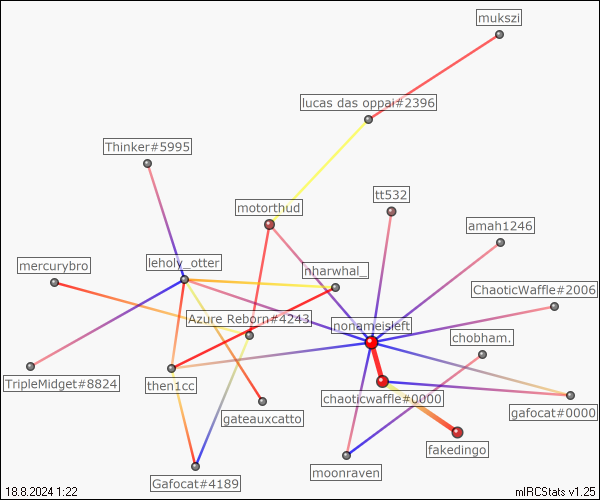 mukszi
lucas das oppai#2396
Thinker#5995
tt532
motorthud
amah1246
leholy_otter
mercurybro
nharwhal_
ChaoticWaffle#2006
Azure Reborn#4243
nonameisleft
chobham.
TripleMidget#8824
then1cc
chaoticwaffle#0000
gafocat#0000
gateauxcatto
fakedingo
moonraven
Gafocat#4189
18.8.2024 1:22
mIRCStats v1.25